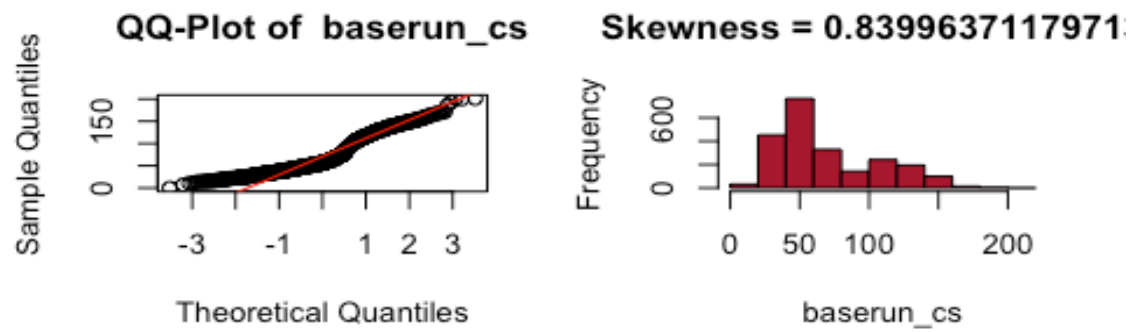 QQ-Plot of baserun_cs
Sample Quantiles
0 150
-3 -1 1 2 3
Theoretical Quantiles
Skewness = 0.839963711797
Frequency
0 600
0 50 100 200
baserun_cs